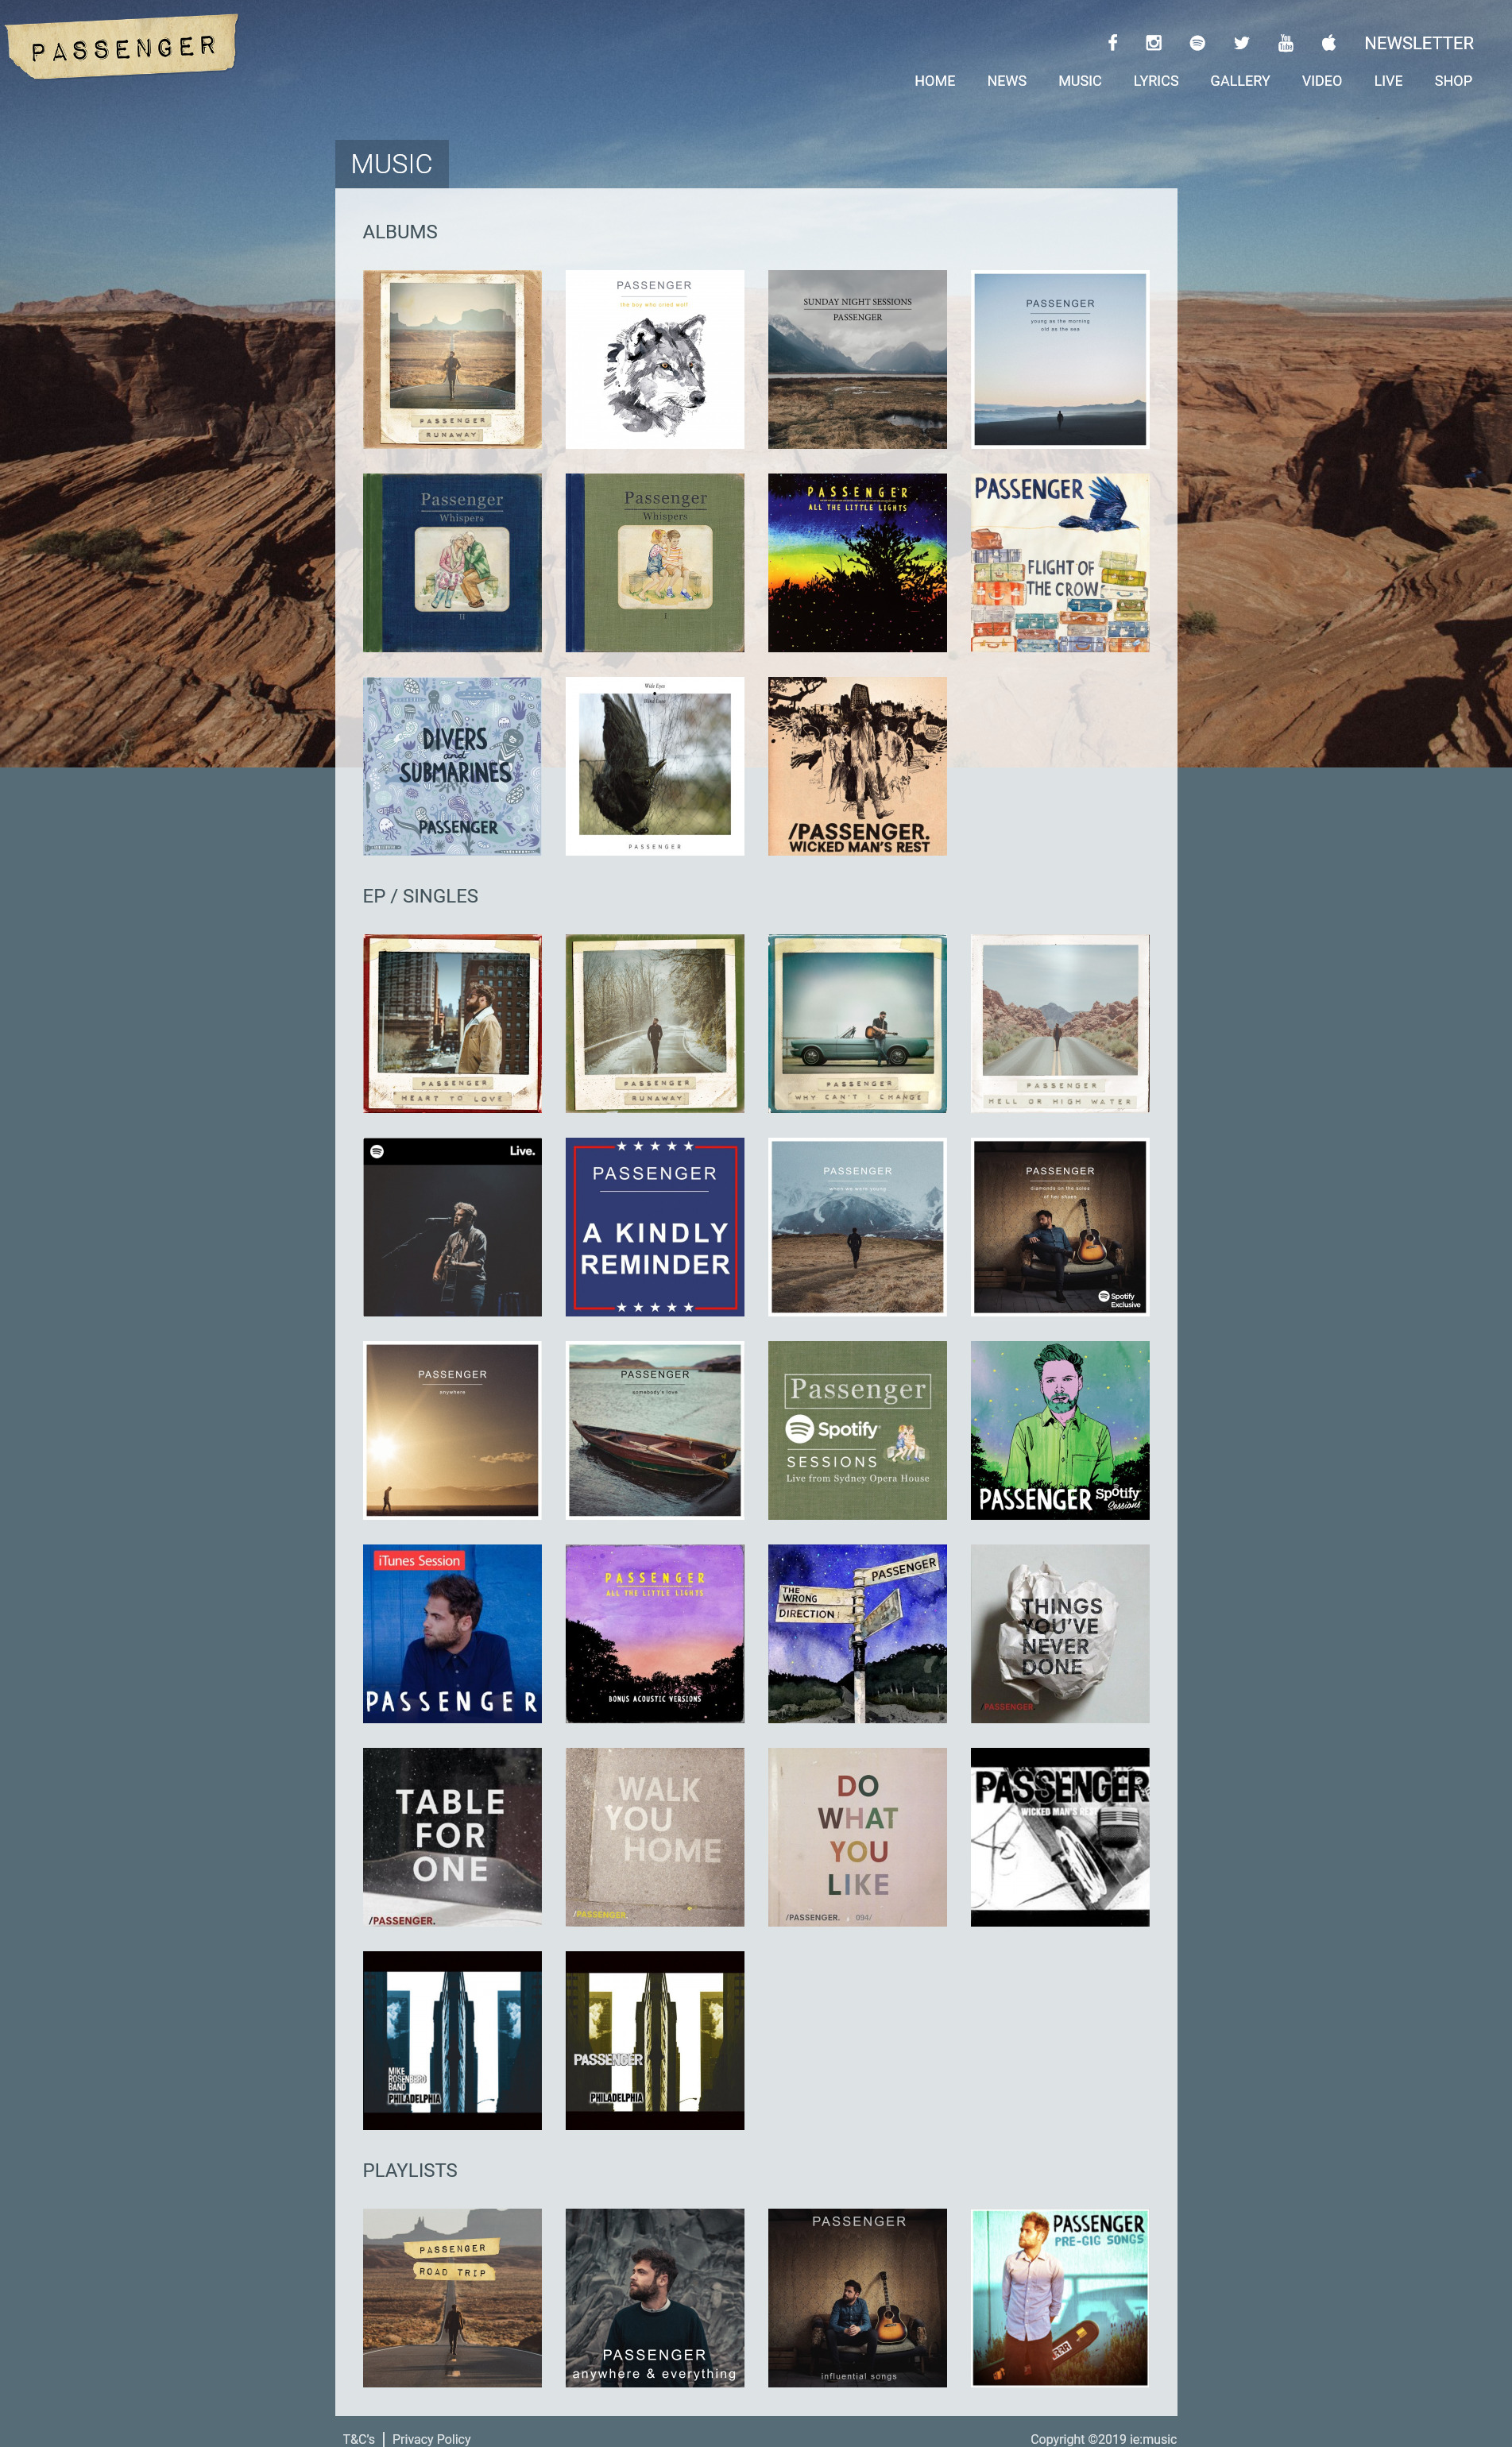 PASSENGER
NEWSLETTER
HOME NEWS MUSIC LYRICS GALLERY VIDEO LIVE SHOP
MUSIC
ALBUMS
PASSENGER
RUNAWAY
PASSENGER
the boy who cried wolf
SUNDAY NIGHT SESSIONS
PASSENGER
PASSENGER
young as the morning
old as the sea
Passenger
Whispers
II
Passenger
Whispers
I
PASSENGER
ALL THE LITTLE LIGHTS
PASSENGER
FLIGHT OF
THE CROW
DIVERS
and
SUBMARINES
PASSENGER
Wide Eyes
Blind Love
PASSENGER
/PASSENGER.
WICKED MAN'S REST
EP / SINGLES
PASSENGER
HEART TO LOVE
PASSENGER
RUNAWAY
PASSENGER
WHY CAN'T I CHANGE
PASSENGER
HELL OR HIGH WATER
Live.
PASSENGER
A KINDLY
REMINDER
PASSENGER
when we were young
PASSENGER
diamonds on the soles
of her shoes
Spotify
Exclusive
PASSENGER
anywhere
PASSENGER
somebody's love
Passenger
Spotify
SESSIONS
Live from Sydney Opera House
PASSENGER Spotify
Sessions
iTunes Session
PASSENGER
PASSENGER
ALL THE LITTLE LIGHTS
BONUS ACOUSTIC VERSIONS
PASSENGER
THE
WRONG
DIRECTION
THINGS
YOU'VE
NEVER
DONE
/PASSENGER
TABLE
FOR
ONE
/PASSENGER.
WALK
YOU
HOME
/PASSENGER.
DO
WHAT
YOU
LIKE
/PASSENGER. 094/
PASSENGER
WICKED MAN'S REST
MIKE
ROSENBERG
BAND
PHILADELPHIA
PASSENGER
PHILADELPHIA
PLAYLISTS
PASSENGER
ROAD TRIP
PASSENGER
anywhere & everything
PASSENGER
influential songs
PASSENGER
PRE-GIG SONGS
T&C's | Privacy Policy
Copyright ©2019 ie:music